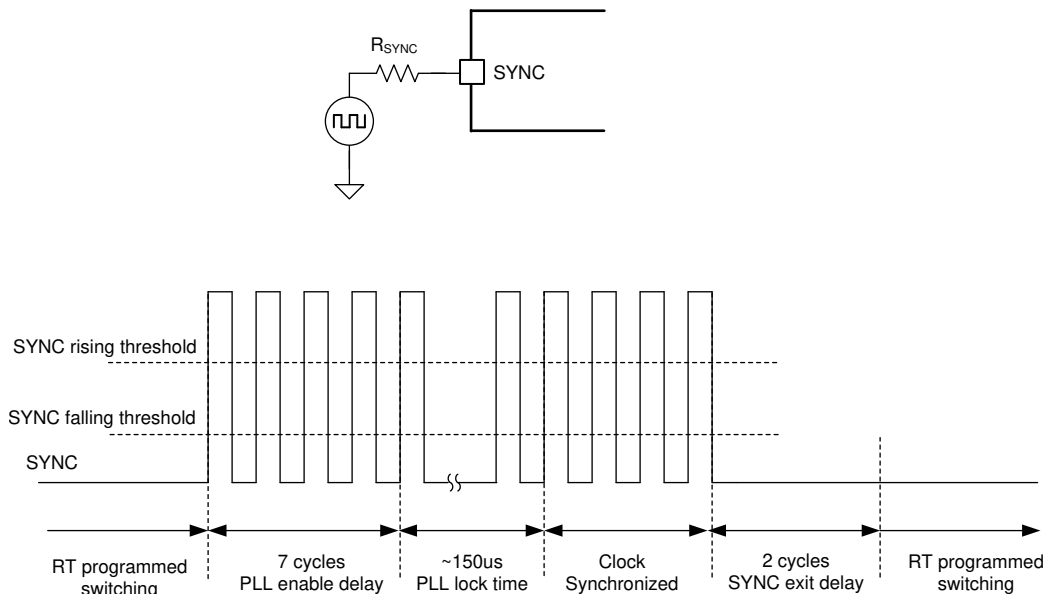 RSYNC
SYNC
SYNC rising threshold
SYNC falling threshold
SYNC
RT programmed
switching
7 cycles
PLL enable delay
~150us
PLL lock time
Clock
Synchronized
2 cycles
SYNC exit delay
RT programmed
switching